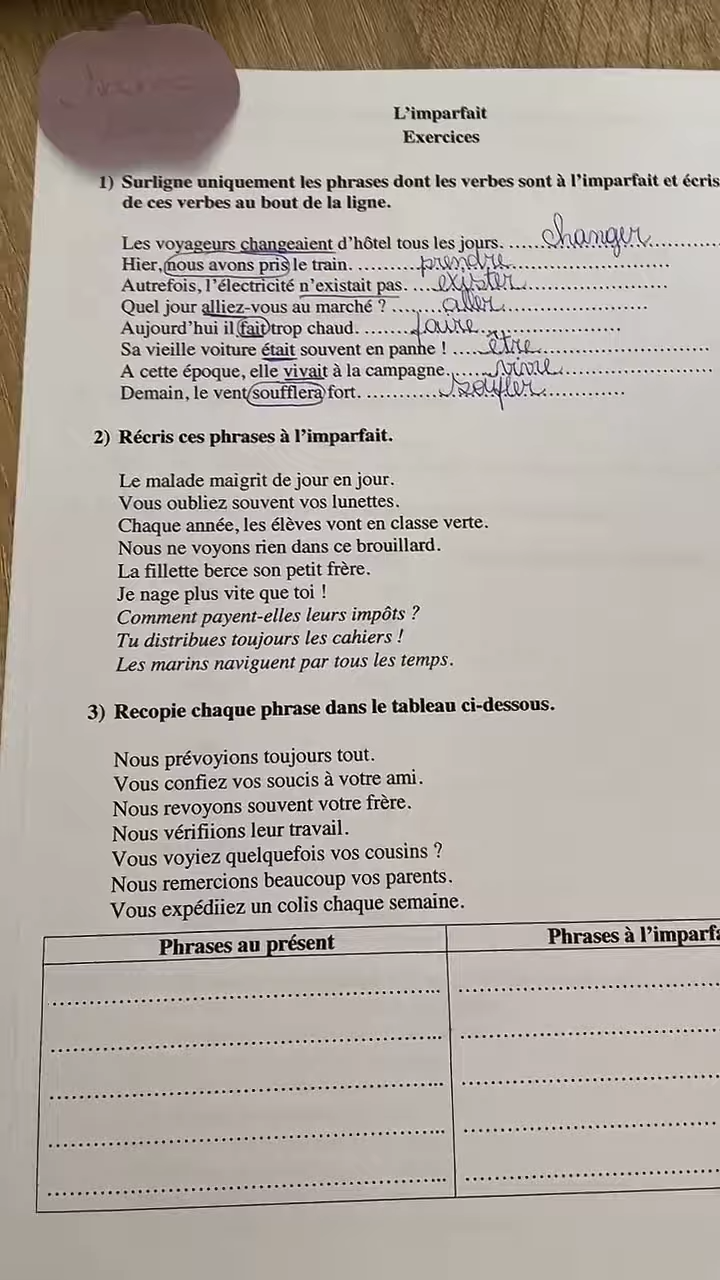 L'imparfait
Exercices
1) Surligne uniquement les phrases dont les verbes sont à l'imparfait et écris
de ces verbes au bout de la ligne.
Les voyageurs changeaient d'hôtel tous les jours. ..... changer ..........
Hier, nous avons pris le train. .......... prendre ..........
Autrefois, l'électricité n'existait pas. ..... exister ..........
Quel jour alliez-vous au marché ? ....... aller ..........
Aujourd'hui il fait trop chaud. ........ faire ..........
Sa vieille voiture était souvent en panne ! ..... être ..........
A cette époque, elle vivait à la campagne. ..... vivre ..........
Demain, le vent soufflera fort. .......... soufler ..........
2) Récris ces phrases à l'imparfait.
Le malade maigrit de jour en jour.
Vous oubliez souvent vos lunettes.
Chaque année, les élèves vont en classe verte.
Nous ne voyons rien dans ce brouillard.
La fillette berce son petit frère.
Je nage plus vite que toi !
Comment payent-elles leurs impôts ?
Tu distribues toujours les cahiers !
Les marins naviguent par tous les temps.
3) Recopie chaque phrase dans le tableau ci-dessous.
Nous prévoyions toujours tout.
Vous confiez vos soucis à votre ami.
Nous revoyons souvent votre frère.
Nous vérifiions leur travail.
Vous voyiez quelquefois vos cousins ?
Nous remercions beaucoup vos parents.
Vous expédiiez un colis chaque semaine.
Phrases au présent Phrases à l'imparfa